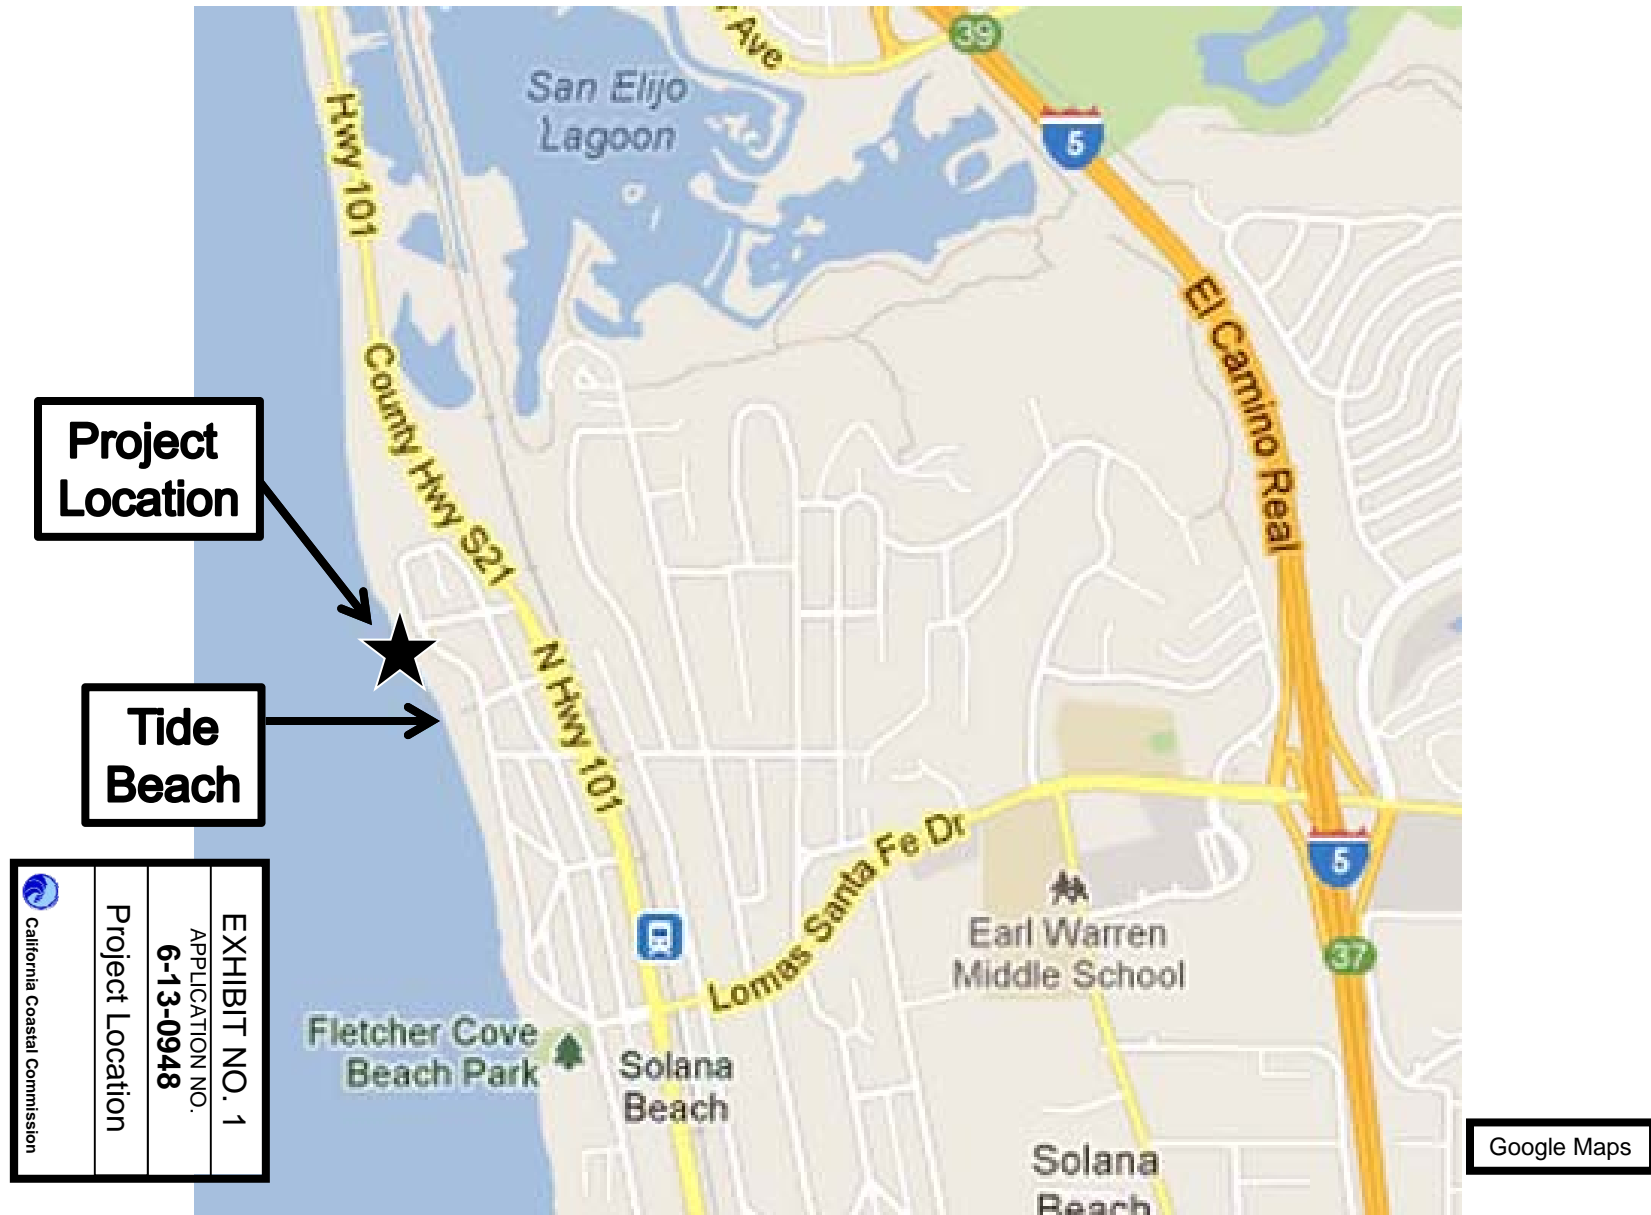 Ave
39
San Elijo
Lagoon
5
Hwy 101
El Camino Real
County Hwy S21
Project
Location
N Hwy 101
Tide
Beach
Lomas Santa Fe Dr
5
Earl Warren
Middle School
37
EXHIBIT NO. 1
APPLICATION NO.
6-13-0948
Project Location
California Coastal Commission
Fletcher Cove
Beach Park
Solana
Beach
Solana
Beach
Google Maps